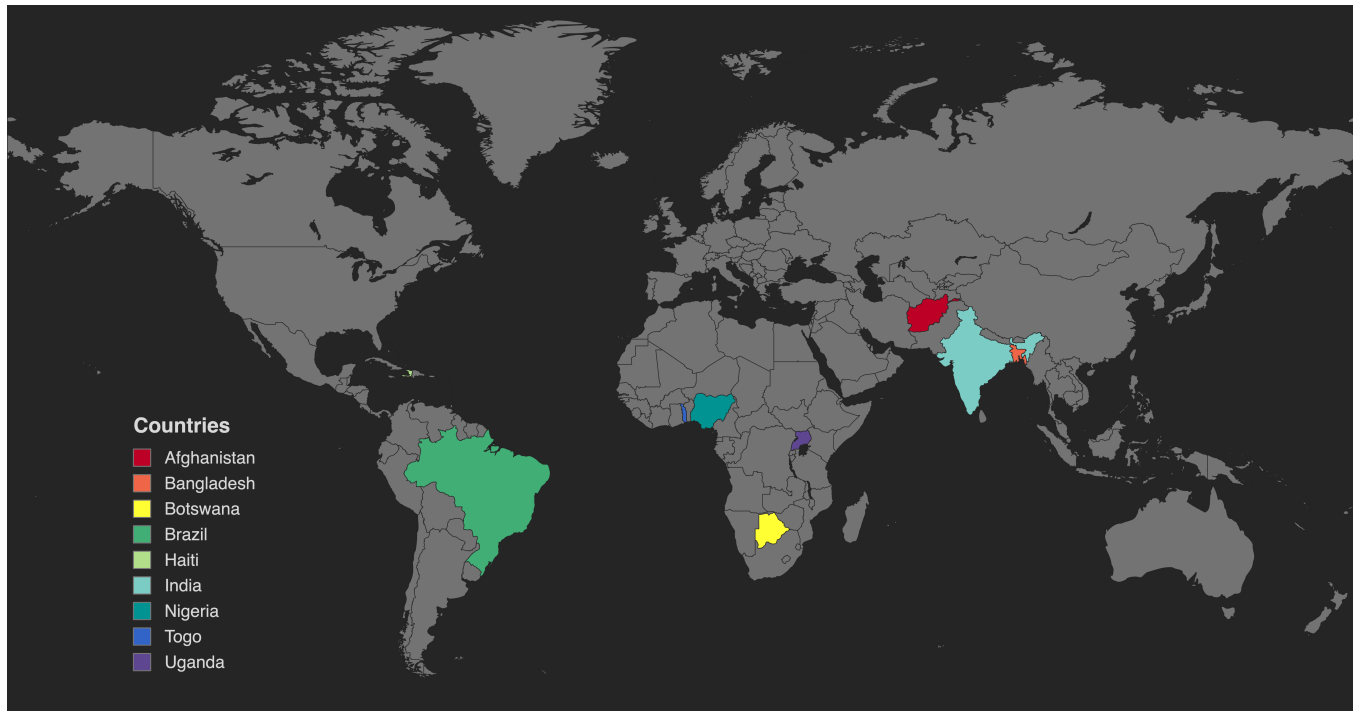 Countries
Afghanistan
Bangladesh
Botswana
Brazil
Haiti
India
Nigeria
Togo
Uganda